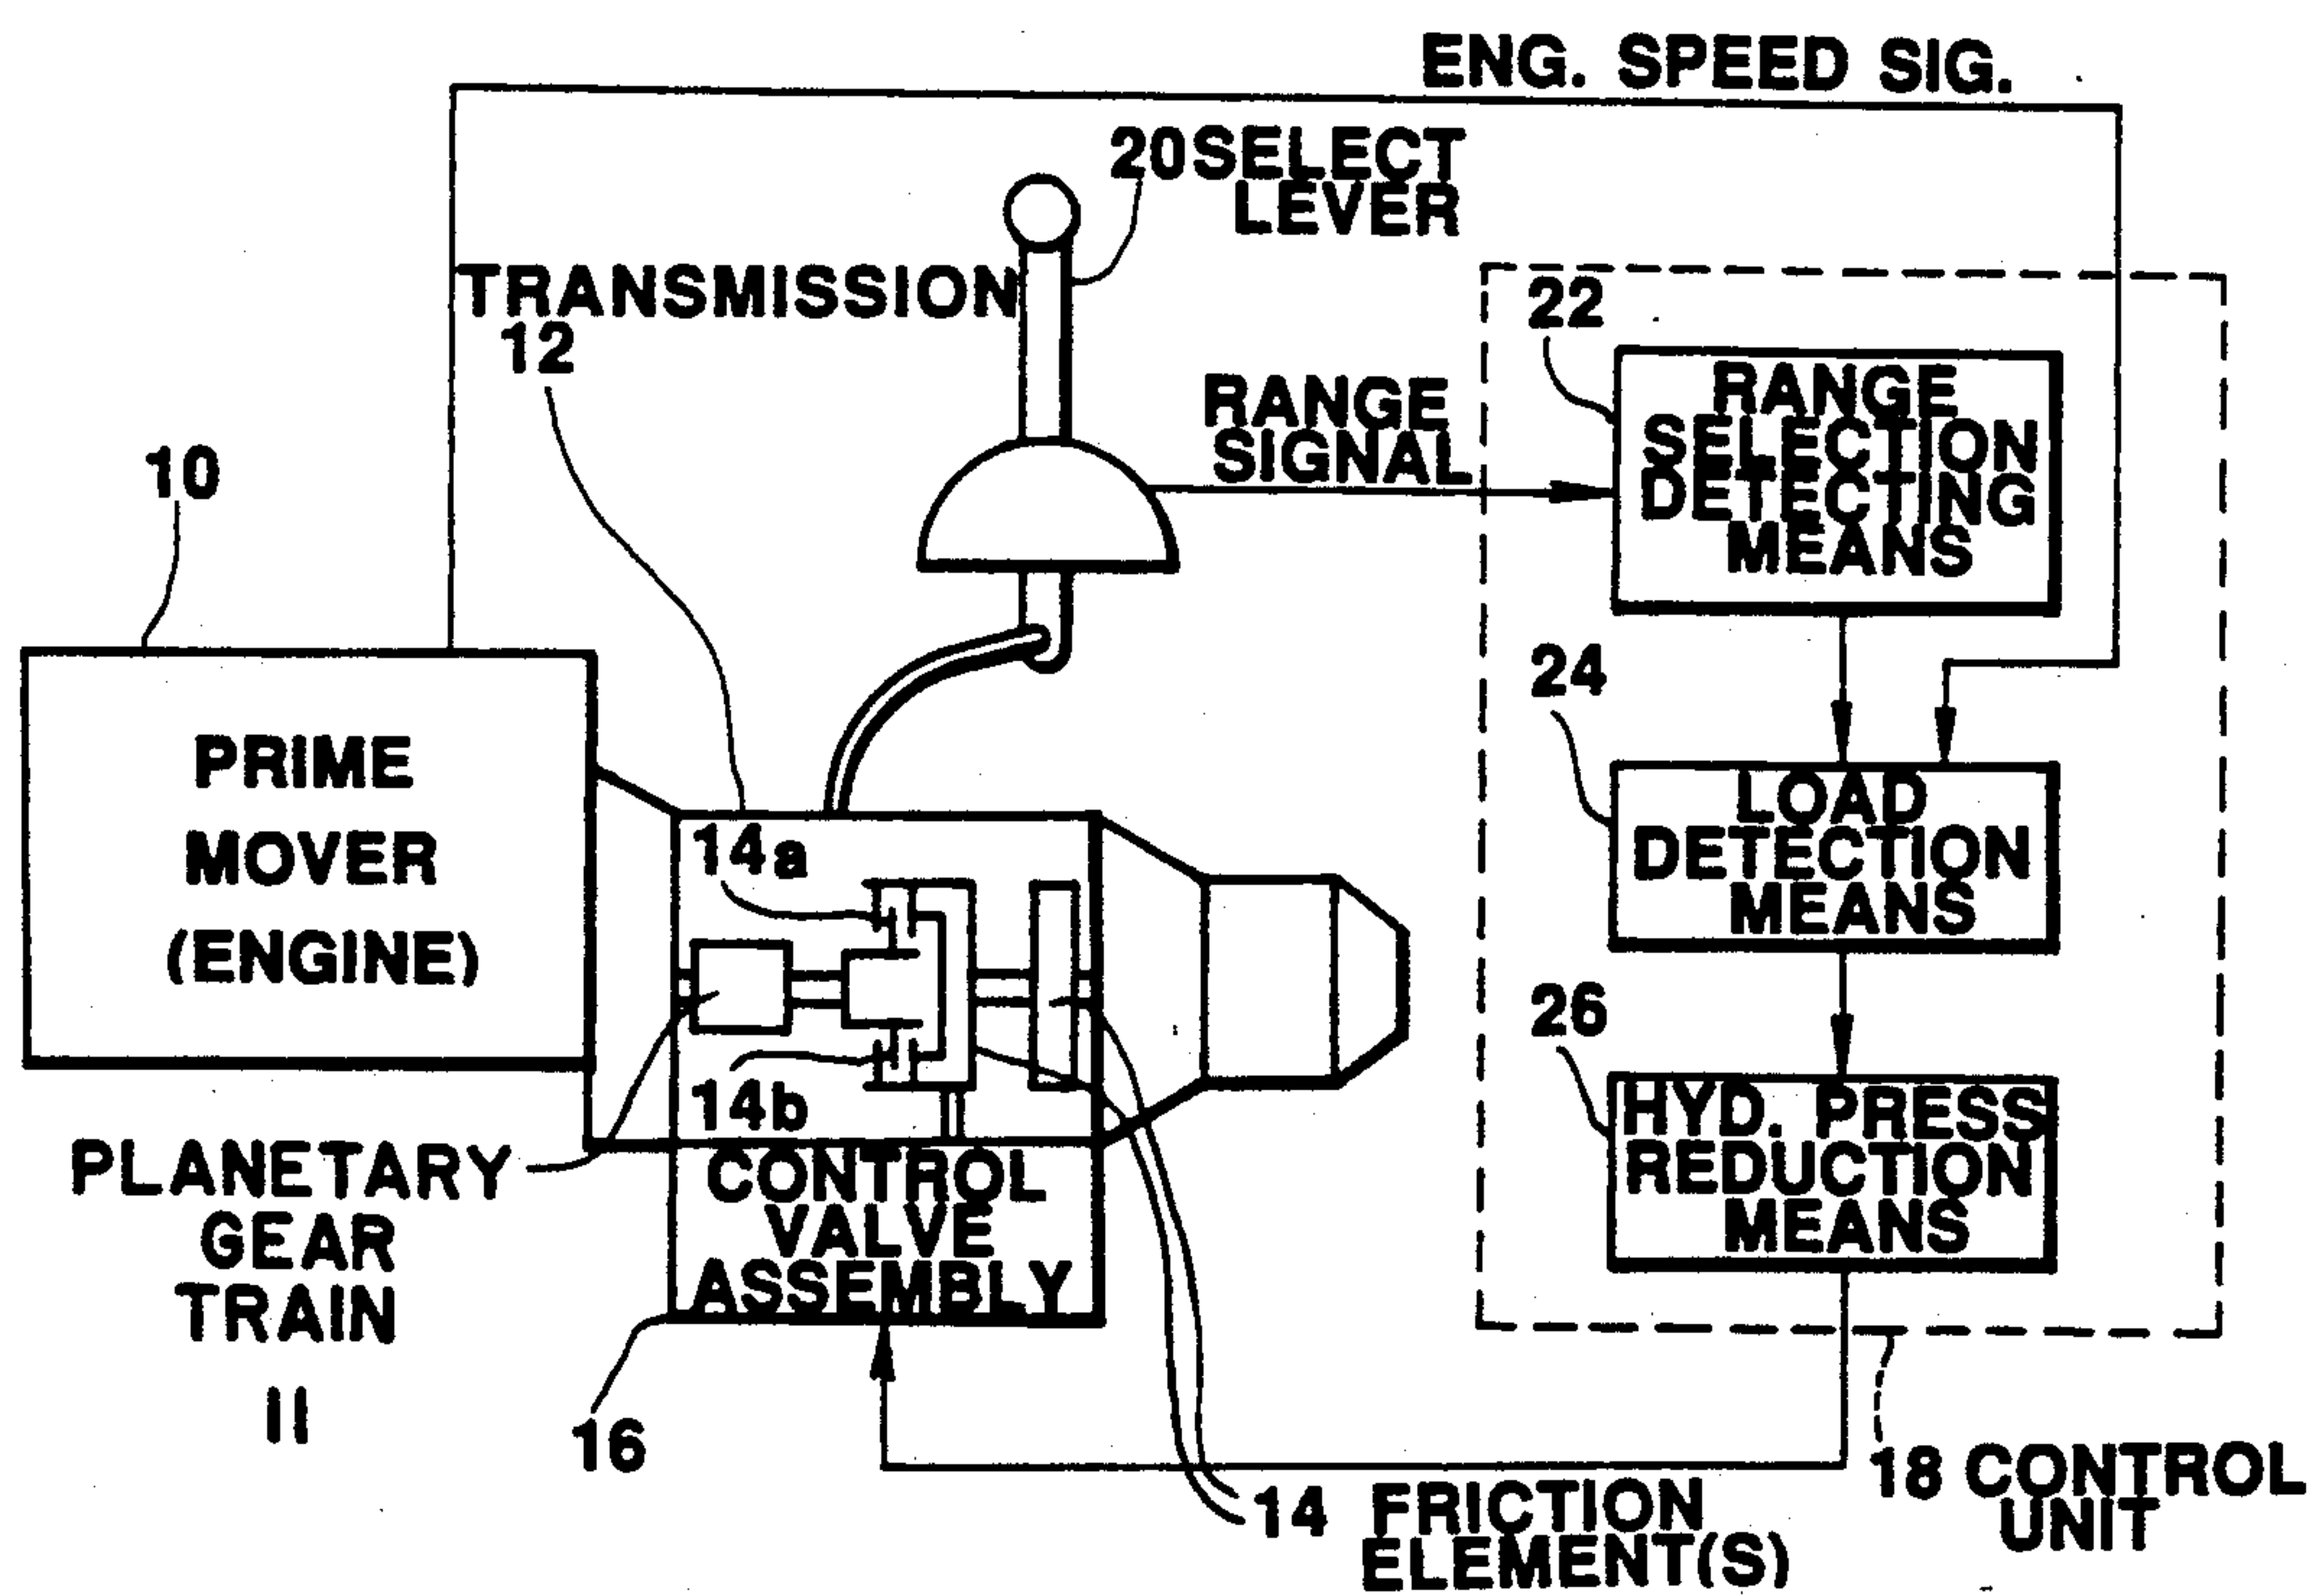 ENG. SPEED SIG.
20 SELECT
LEVER
TRANSMISSION
12
22
RANGE
SIGNAL
RANGE
SELECTION
DETECTING
MEANS
10
24
PRIME
MOVER
(ENGINE)
LOAD
DETECTION
MEANS
14a
26
14b
HYD. PRESS
REDUCTION
MEANS
PLANETARY
GEAR
TRAIN
11
CONTROL
VALVE
ASSEMBLY
16
18 CONTROL
UNIT
14 FRICTION
ELEMENT(S)